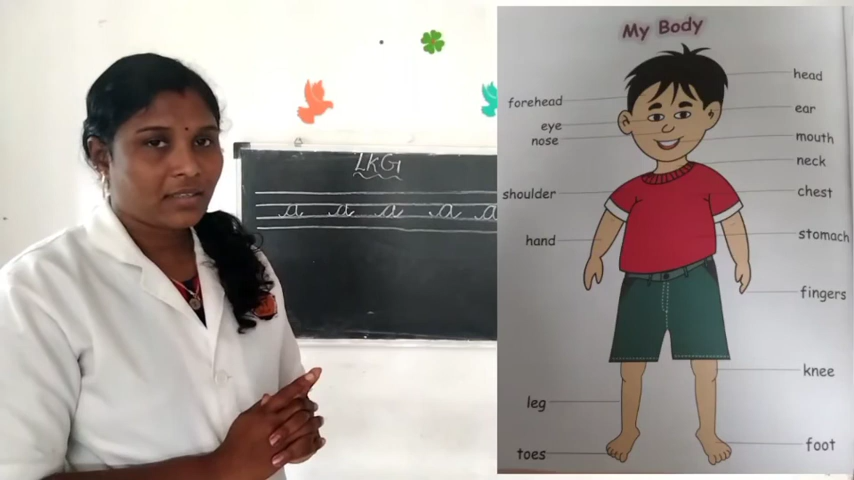 LKG
a a a a a
My Body
head
forehead
ear
eye
mouth
nose
neck
shoulder
chest
hand
stomach
fingers
knee
leg
foot
toes